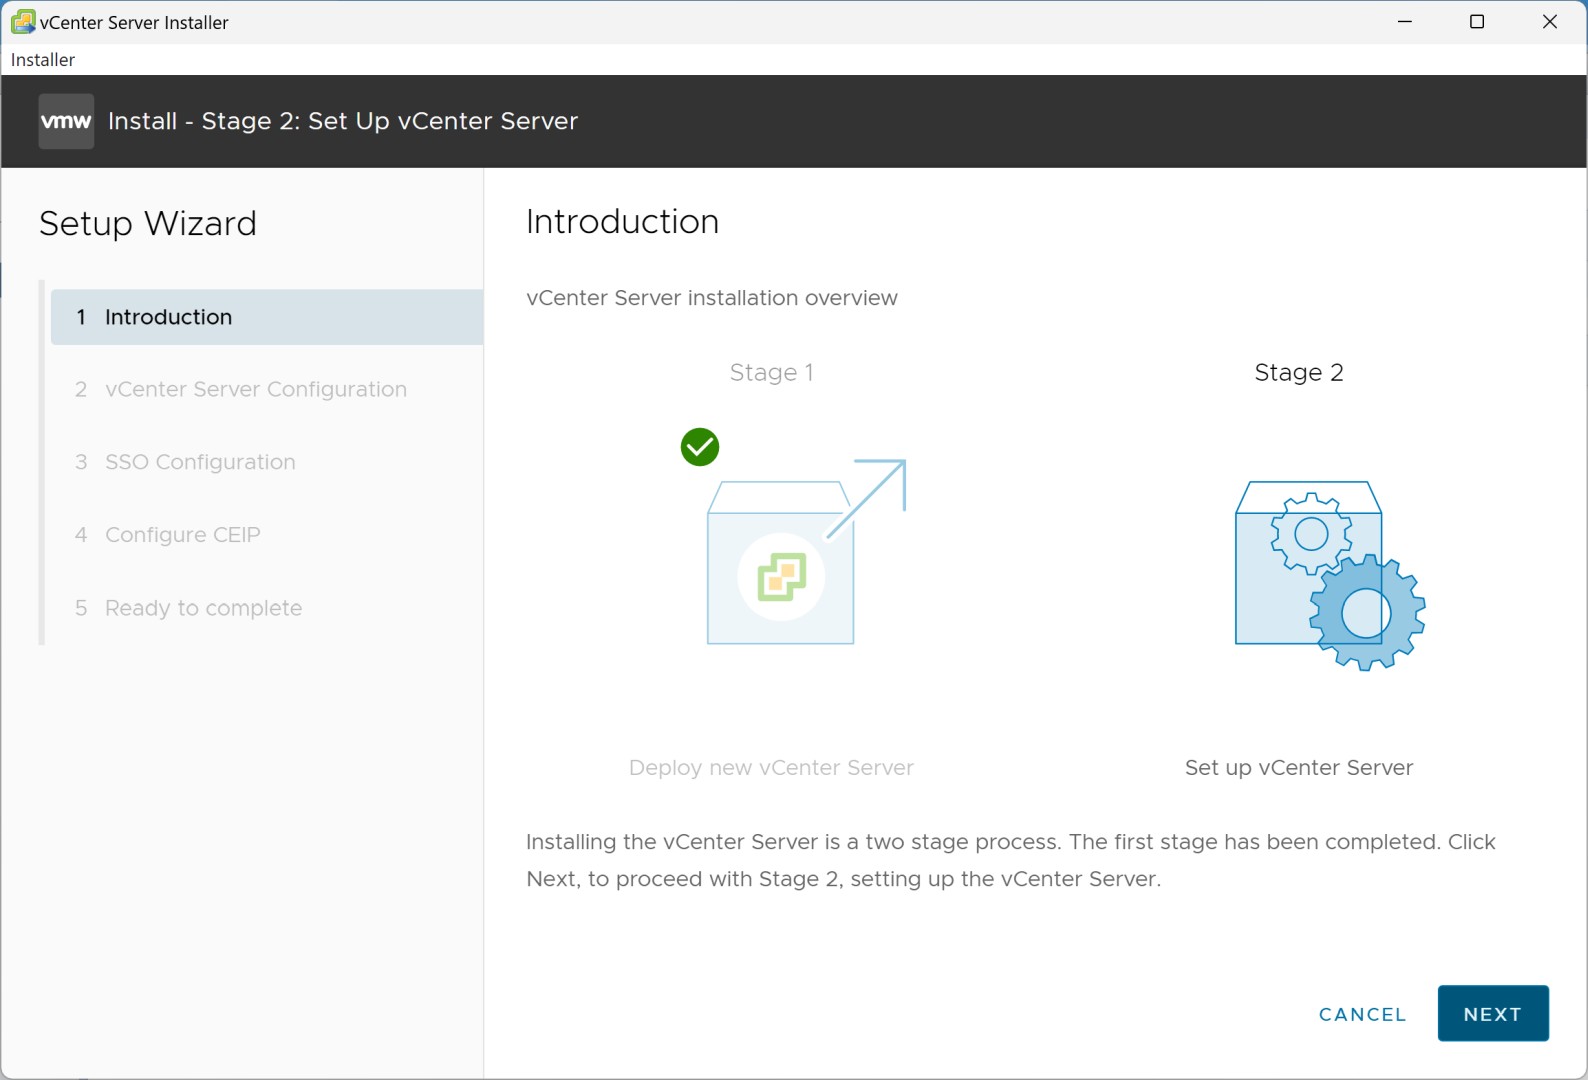 vCenter Server Installer
Installer
vmw Install - Stage 2: Set Up vCenter Server
Setup Wizard
1 Introduction
2 vCenter Server Configuration
3 SSO Configuration
4 Configure CEIP
5 Ready to complete
Introduction
vCenter Server installation overview
Stage 1
Stage 2
Deploy new vCenter Server
Set up vCenter Server
Installing the vCenter Server is a two stage process. The first stage has been completed. Click
Next, to proceed with Stage 2, setting up the vCenter Server.
CANCEL
NEXT